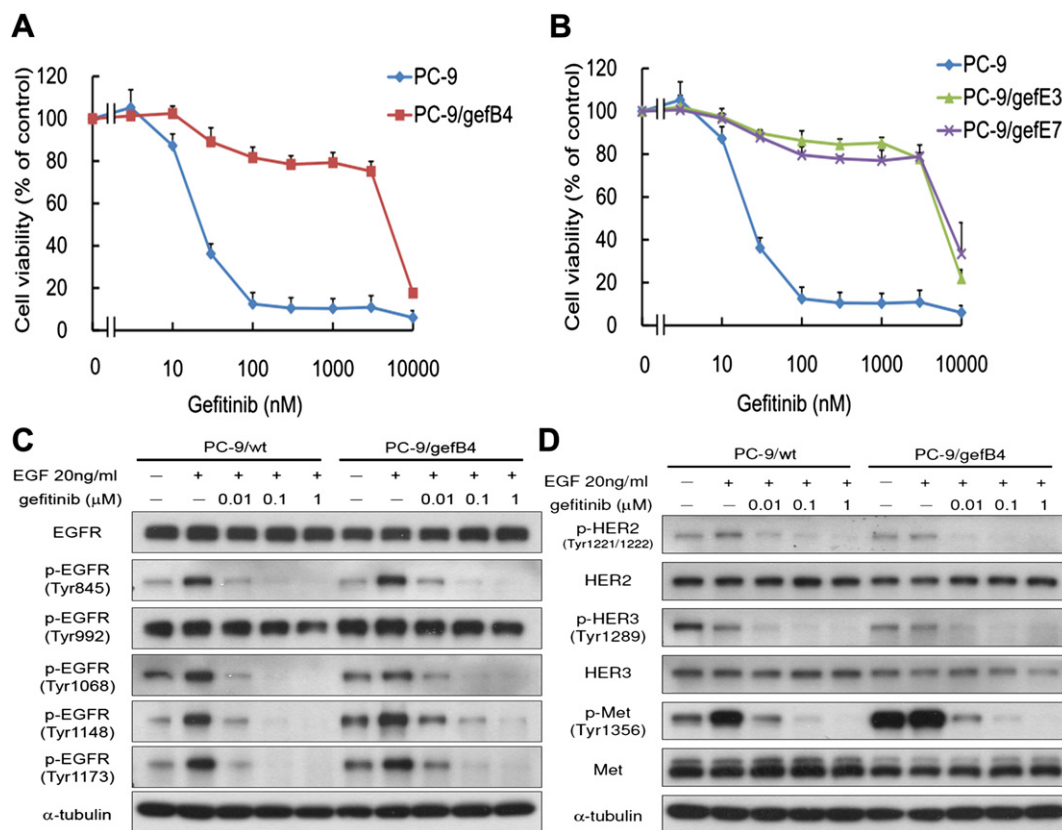 A
120
100
80
60
40
20
0
Cell viability (% of control)
PC-9
PC-9/gefB4
0 10 100 1000 10000
Gefitinib (nM)
B
120
100
80
60
40
20
0
Cell viability (% of control)
PC-9
PC-9/gefE3
PC-9/gefE7
0 10 100 1000 10000
Gefitinib (nM)
C
PC-9/wt PC-9/gefB4
EGF 20ng/ml — + + + + — + + + +
gefitinib (μM) — — 0.01 0.1 1 — — 0.01 0.1 1
EGFR
p-EGFR
(Tyr845)
p-EGFR
(Tyr992)
p-EGFR
(Tyr1068)
p-EGFR
(Tyr1148)
p-EGFR
(Tyr1173)
α-tubulin
D
PC-9/wt PC-9/gefB4
EGF 20ng/ml — + + + + — + + + +
gefitinib (μM) — — 0.01 0.1 1 — — 0.01 0.1 1
p-HER2
(Tyr1221/1222)
HER2
p-HER3
(Tyr1289)
HER3
p-Met
(Tyr1356)
Met
α-tubulin